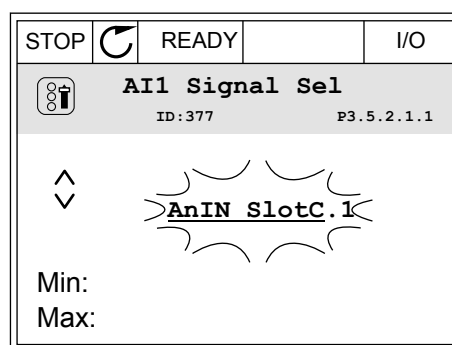 STOP READY I/O
AI1 Signal Sel
ID:377 P3.5.2.1.1
AnIN SlotC.1
Min:
Max: